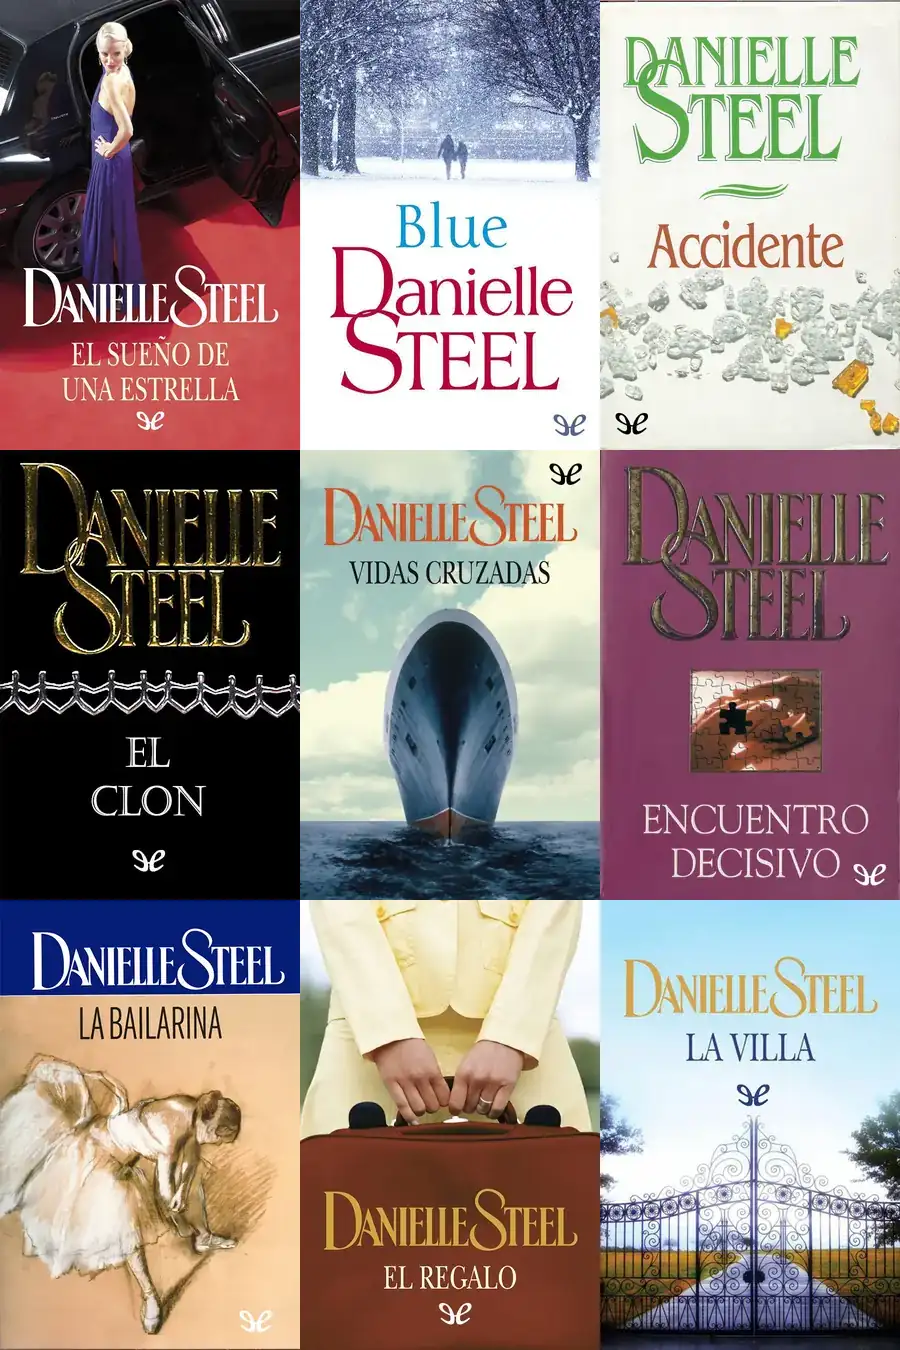 DANIELLE STEEL
EL SUEÑO DE
UNA ESTRELLA
Blue
Danielle
STEEL
DANIELLE
STEEL
Accidente
DANIELLE
STEEL
EL
CLON
DANIELLE STEEL
VIDAS CRUZADAS
DANIELLE
STEEL
ENCUENTRO
DECISIVO
DANIELLE STEEL
LA BAILARINA
DANIELLE STEEL
EL REGALO
DANIELLE STEEL
LA VILLA